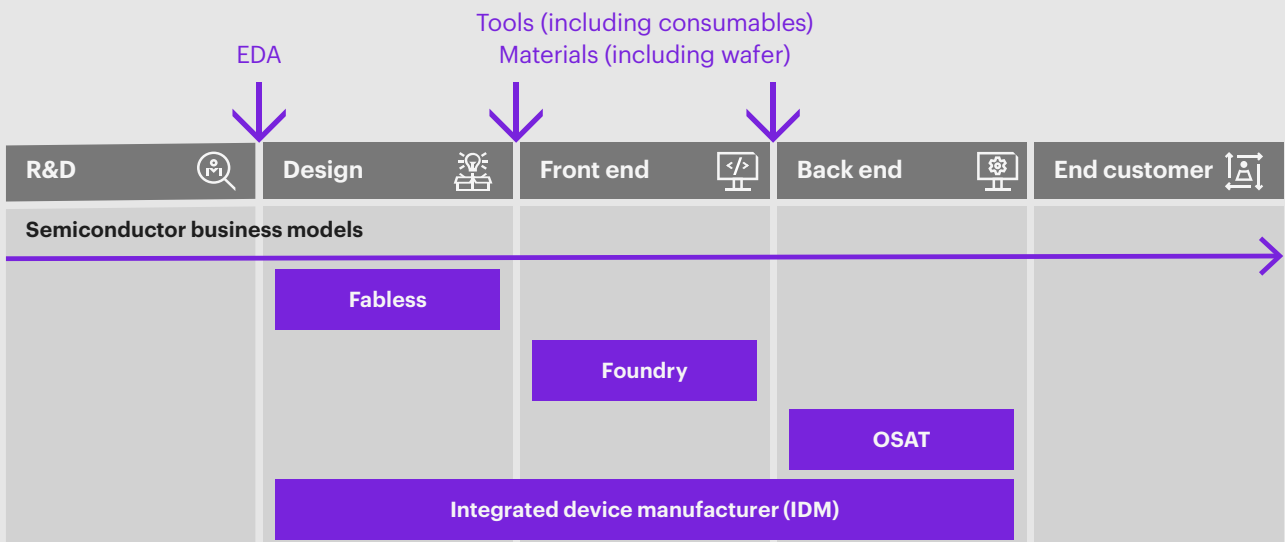 Tools (including consumables)
EDA
Materials (including wafer)
R&D
Design
Front end
</>
Back end
End customer
Semiconductor business models
Fabless
Foundry
OSAT
Integrated device manufacturer (IDM)